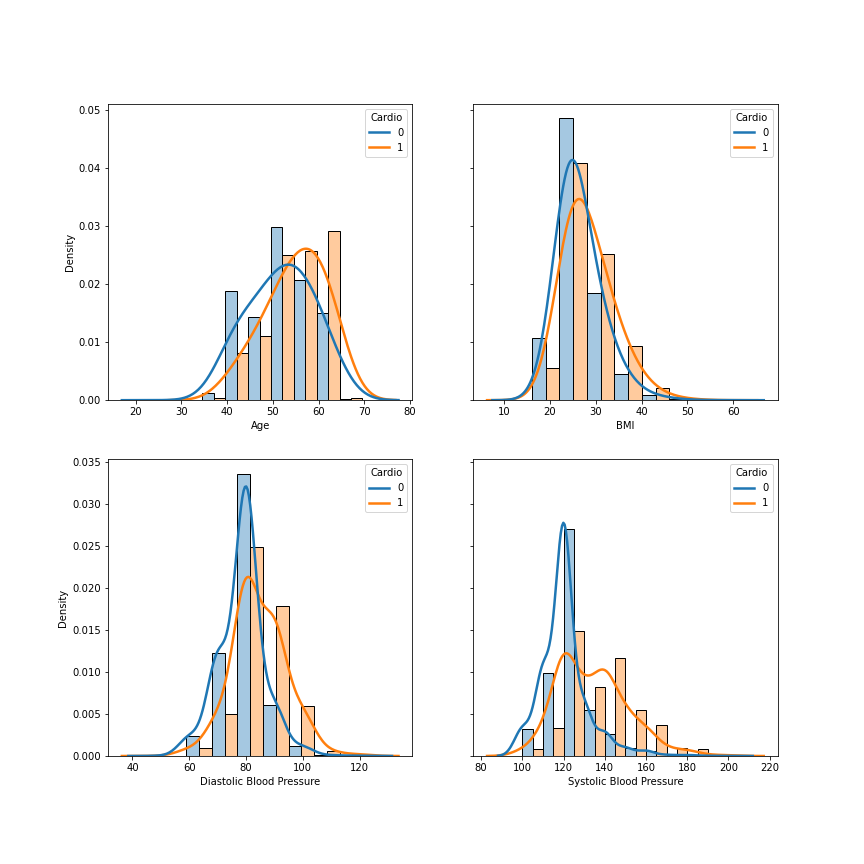 Cardio
0
1
0.05
0.04
0.03
0.02
0.01
0.00
Density
20 30 40 50 60 70 80
Age
Cardio
0
1
10 20 30 40 50 60
BMI
Cardio
0
1
0.035
0.030
0.025
0.020
0.015
0.010
0.005
0.000
Density
40 60 80 100 120
Diastolic Blood Pressure
Cardio
0
1
80 100 120 140 160 180 200 220
Systolic Blood Pressure